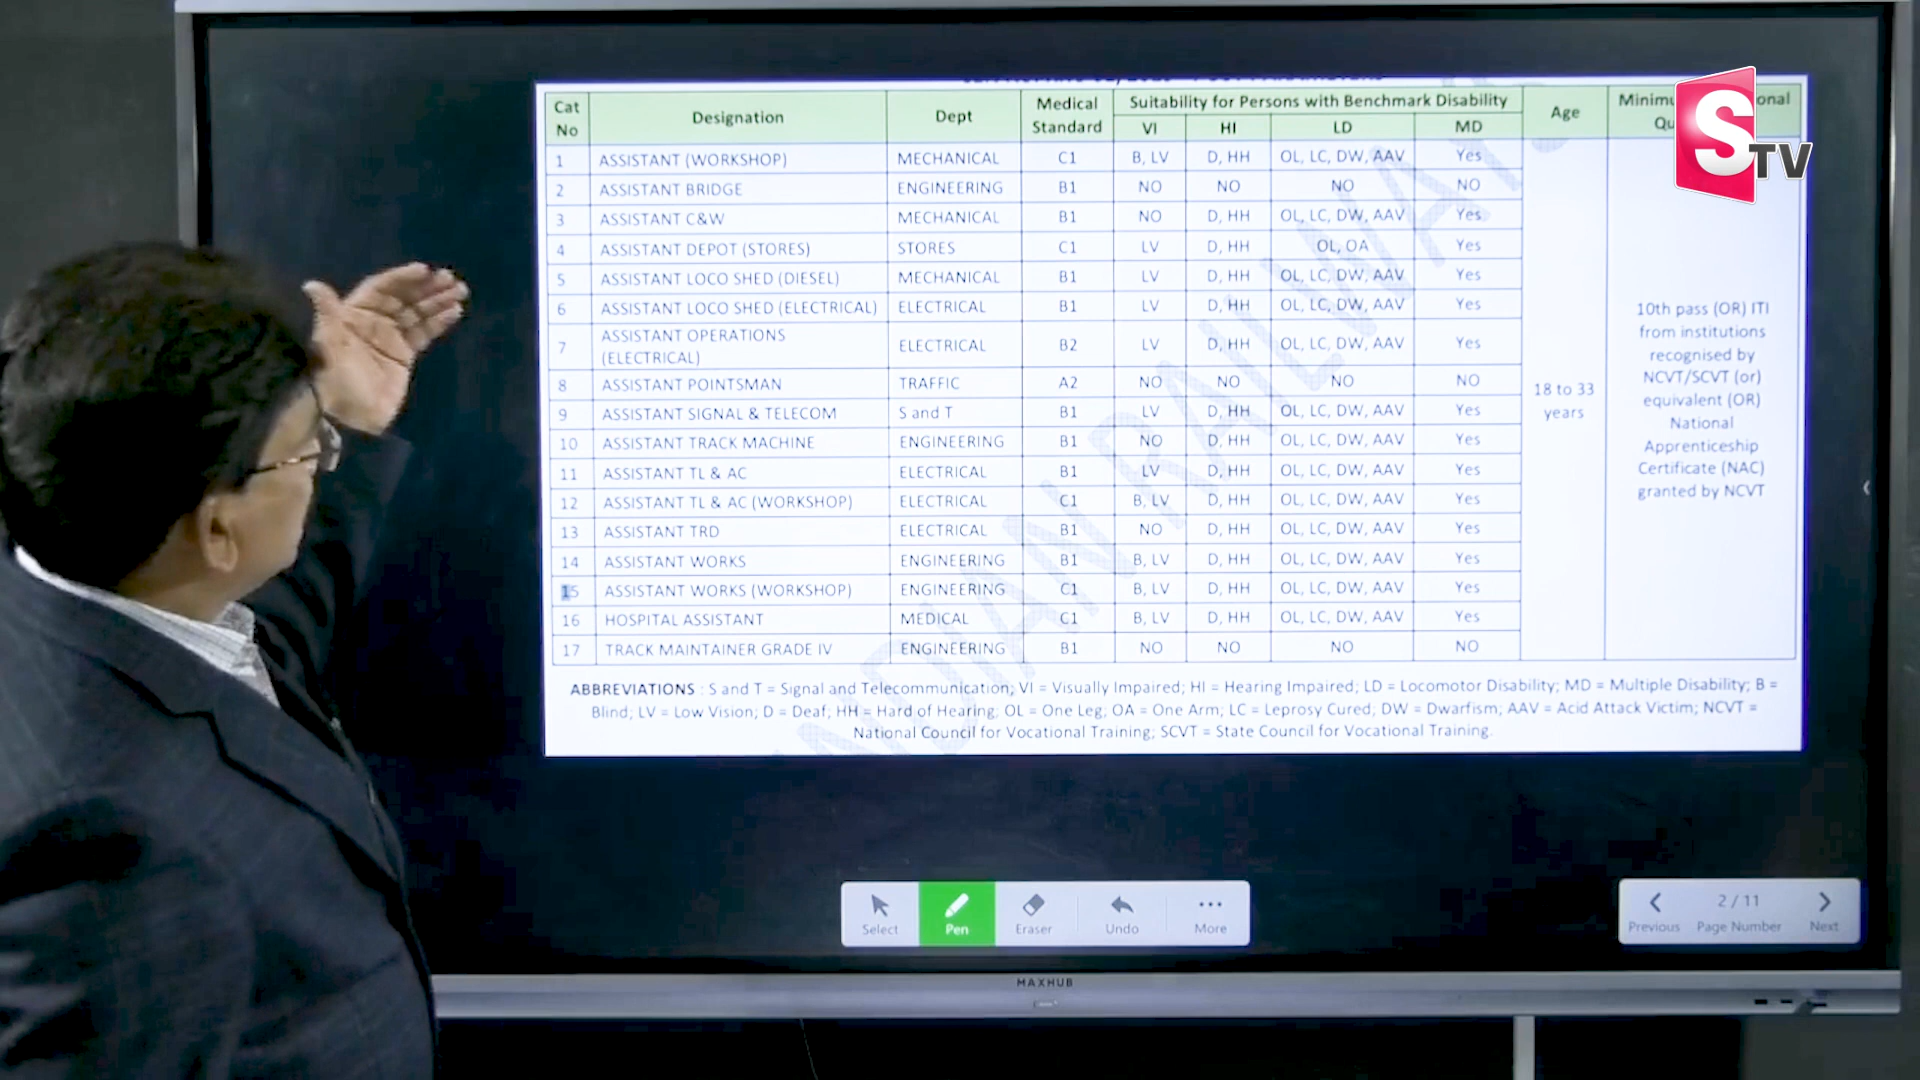 Cat No Designation Dept Medical Standard Suitability for Persons with Benchmark Disability Age
VI HI LD MD
1 ASSISTANT (WORKSHOP) MECHANICAL C1 B, LV D, HH OL, LC, DW, AAV Yes
2 ASSISTANT BRIDGE ENGINEERING B1 NO NO NO NO
3 ASSISTANT C&W MECHANICAL B1 NO D, HH OL, LC, DW, AAV Yes
4 ASSISTANT DEPOT (STORES) STORES C1 LV D, HH OL, OA Yes
5 ASSISTANT LOCO SHED (DIESEL) MECHANICAL B1 LV D, HH OL, LC, DW, AAV Yes
6 ASSISTANT LOCO SHED (ELECTRICAL) ELECTRICAL B1 LV D, HH OL, LC, DW, AAV Yes
7 ASSISTANT OPERATIONS (ELECTRICAL) ELECTRICAL B2 LV D, HH OL, LC, DW, AAV Yes
8 ASSISTANT POINTSMAN TRAFFIC A2 NO NO NO NO
9 ASSISTANT SIGNAL & TELECOM S and T B1 LV D, HH OL, LC, DW, AAV Yes
10 ASSISTANT TRACK MACHINE ENGINEERING B1 NO D, HH OL, LC, DW, AAV Yes
11 ASSISTANT TL & AC ELECTRICAL B1 LV D, HH OL, LC, DW, AAV Yes
12 ASSISTANT TL & AC (WORKSHOP) ELECTRICAL C1 B, LV D, HH OL, LC, DW, AAV Yes
13 ASSISTANT TRD ELECTRICAL B1 NO D, HH OL, LC, DW, AAV Yes
14 ASSISTANT WORKS ENGINEERING B1 B, LV D, HH OL, LC, DW, AAV Yes
15 ASSISTANT WORKS (WORKSHOP) ENGINEERING C1 B, LV D, HH OL, LC, DW, AAV Yes
16 HOSPITAL ASSISTANT MEDICAL C1 B, LV D, HH OL, LC, DW, AAV Yes
17 TRACK MAINTAINER GRADE IV ENGINEERING B1 NO NO NO NO
18 to 33
years
10th pass (OR) ITI
from institutions
recognised by
NCVT/SCVT (or)
equivalent (OR)
National
Apprenticeship
Certificate (NAC)
granted by NCVT
ABBREVIATIONS : S and T = Signal and Telecommunication; VI = Visually Impaired; HI = Hearing Impaired; LD = Locomotor Disability; MD = Multiple Disability; B =
Blind; LV = Low Vision; D = Deaf; HH = Hard of Hearing; OL = One Leg; OA = One Arm; LC = Leprosy Cured; DW = Dwarfism; AAV = Acid Attack Victim; NCVT =
National Council for Vocational Training; SCVT = State Council for Vocational Training.
INDIAN RAILWAYS
STV
Select Pen Eraser Undo More
2 / 11
Previous Page Number Next
MAXHUB